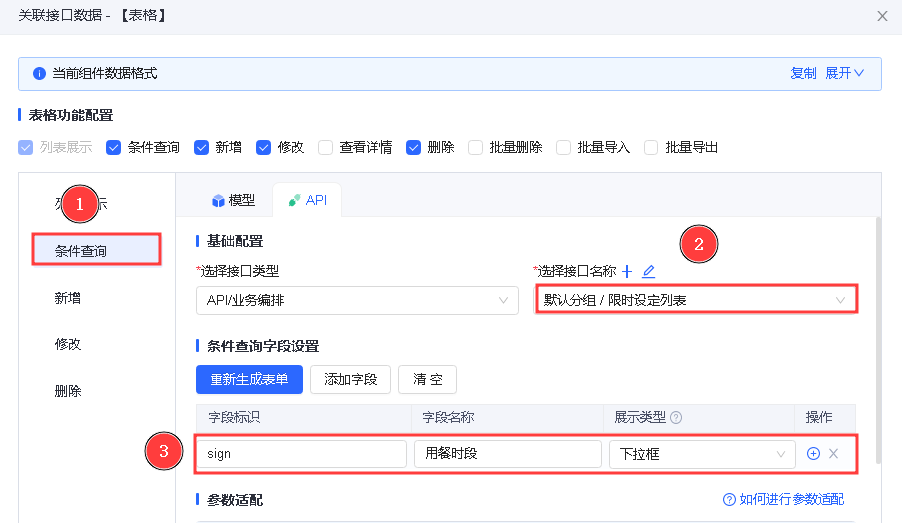 关联接口数据 - 【表格】
当前组件数据格式 复制 展开
表格功能配置
列表展示 条件查询 新增 修改 查看详情 删除 批量删除 批量导入 批量导出
1
模型 API
条件查询
新增
修改
删除
基础配置
2
*选择接口类型 *选择接口名称
API/业务编排 默认分组 / 限时设定列表
条件查询字段设置
重新生成表单 添加字段 清 空
字段标识 字段名称 展示类型 操作
3
sign 用餐时段 下拉框
参数适配 如何进行参数适配